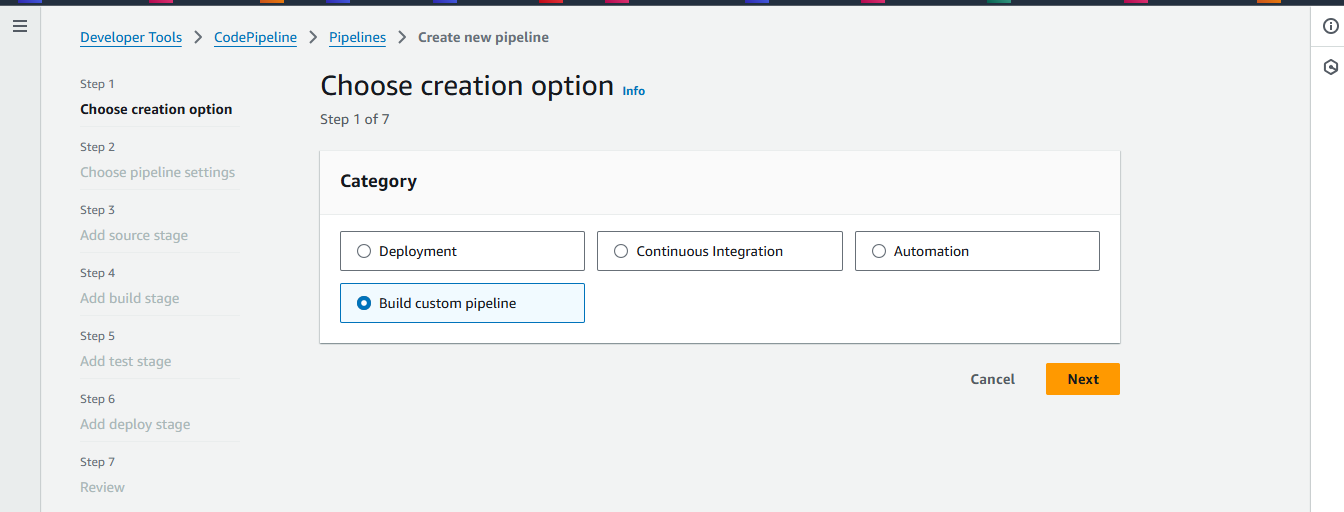 Developer Tools > CodePipeline > Pipelines > Create new pipeline
Step 1
Choose creation option
Step 2
Choose pipeline settings
Step 3
Add source stage
Step 4
Add build stage
Step 5
Add test stage
Step 6
Add deploy stage
Step 7
Review
Choose creation option Info
Step 1 of 7
Category
Deployment
Continuous Integration
Automation
Build custom pipeline
Cancel
Next